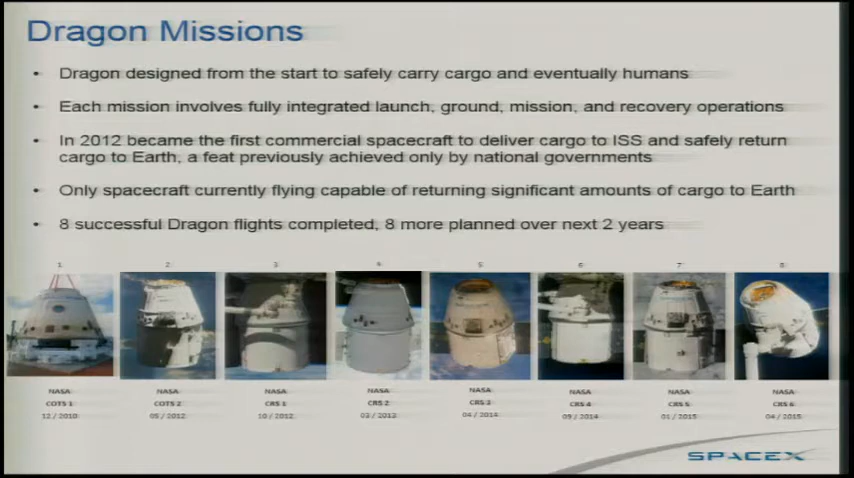 Dragon Missions
• Dragon designed from the start to safely carry cargo and eventually humans
• Each mission involves fully integrated launch, ground, mission, and recovery operations
• In 2012 became the first commercial spacecraft to deliver cargo to ISS and safely return
cargo to Earth, a feat previously achieved only by national governments
• Only spacecraft currently flying capable of returning significant amounts of cargo to Earth
• 8 successful Dragon flights completed, 8 more planned over next 2 years
1 2 3 4 5 6 7 8
NASA NASA NASA NASA NASA NASA NASA NASA
COTS 1 COTS 2 CRS 1 CRS 2 CRS 3 CRS 4 CRS 5 CRS 6
12 / 2010 05 / 2012 10 / 2012 03 / 2013 04 / 2014 09 / 2014 01 / 2015 04 / 2015
SPACEX